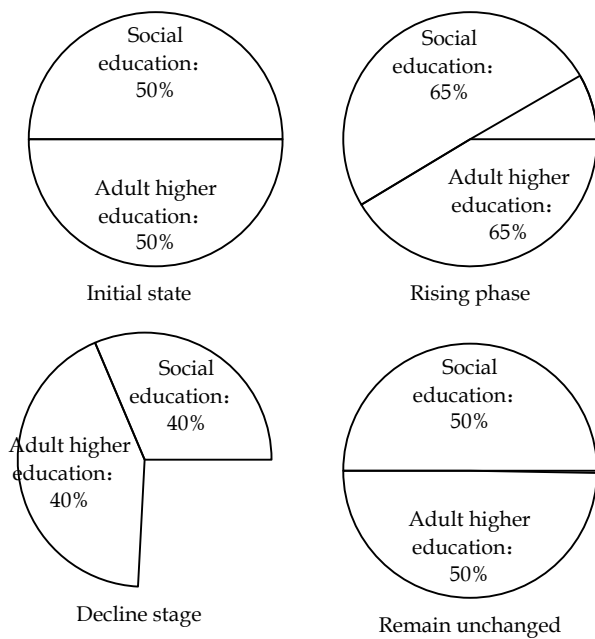 Social
education：
50%
Adult higher
education：
50%
Initial state
Social
education：
65%
Adult higher
education：
65%
Rising phase
Social
education：
40%
Adult higher
education：
40%
Decline stage
Social
education：
50%
Adult higher
education：
50%
Remain unchanged